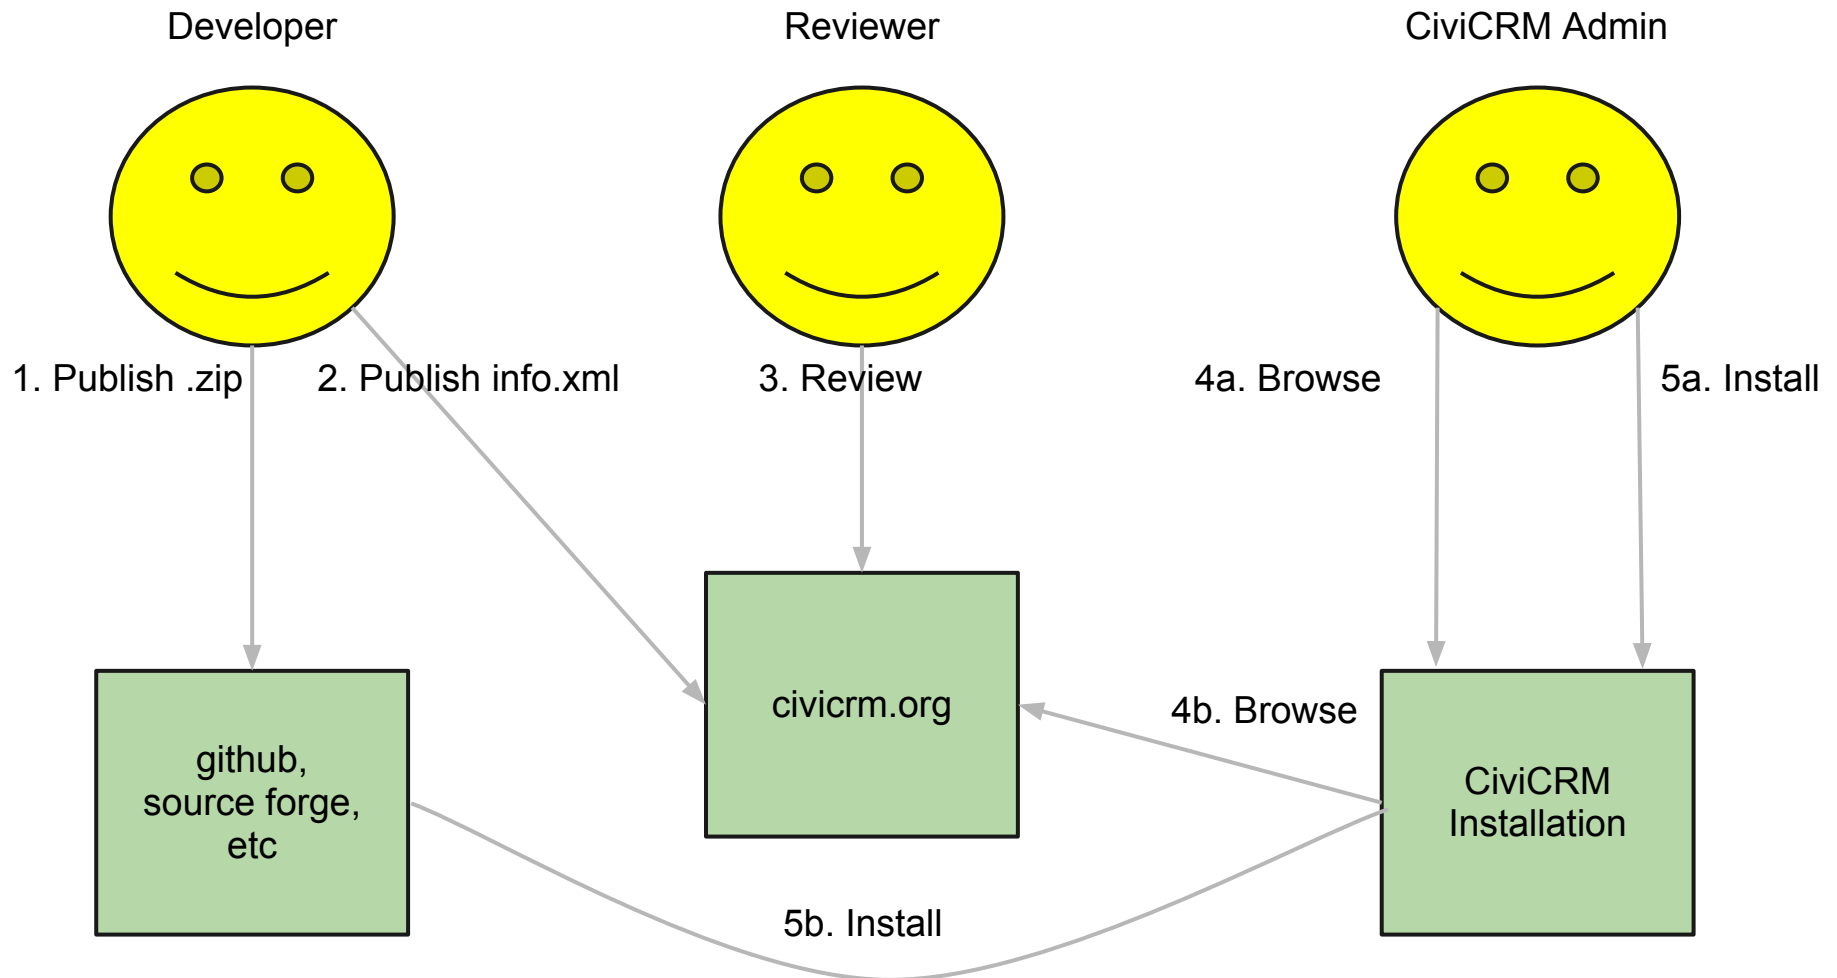 Developer
Reviewer
CiviCRM Admin
1. Publish .zip
2. Publish info.xml
3. Review
4a. Browse
5a. Install
civicrm.org
4b. Browse
github,
source forge,
etc
CiviCRM
Installation
5b. Install